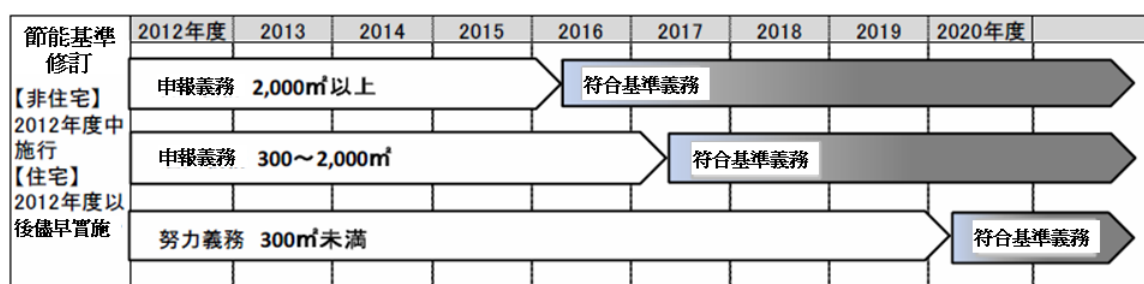 節能基準
修訂
【非住宅】
2012年度中
施行
【住宅】
2012年度以
後儘早實施
2012年度 2013 2014 2015 2016 2017 2018 2019 2020年度
申報義務 2,000㎡以上 符合基準義務
申報義務 300～2,000㎡ 符合基準義務
努力義務 300㎡未満 符合基準義務